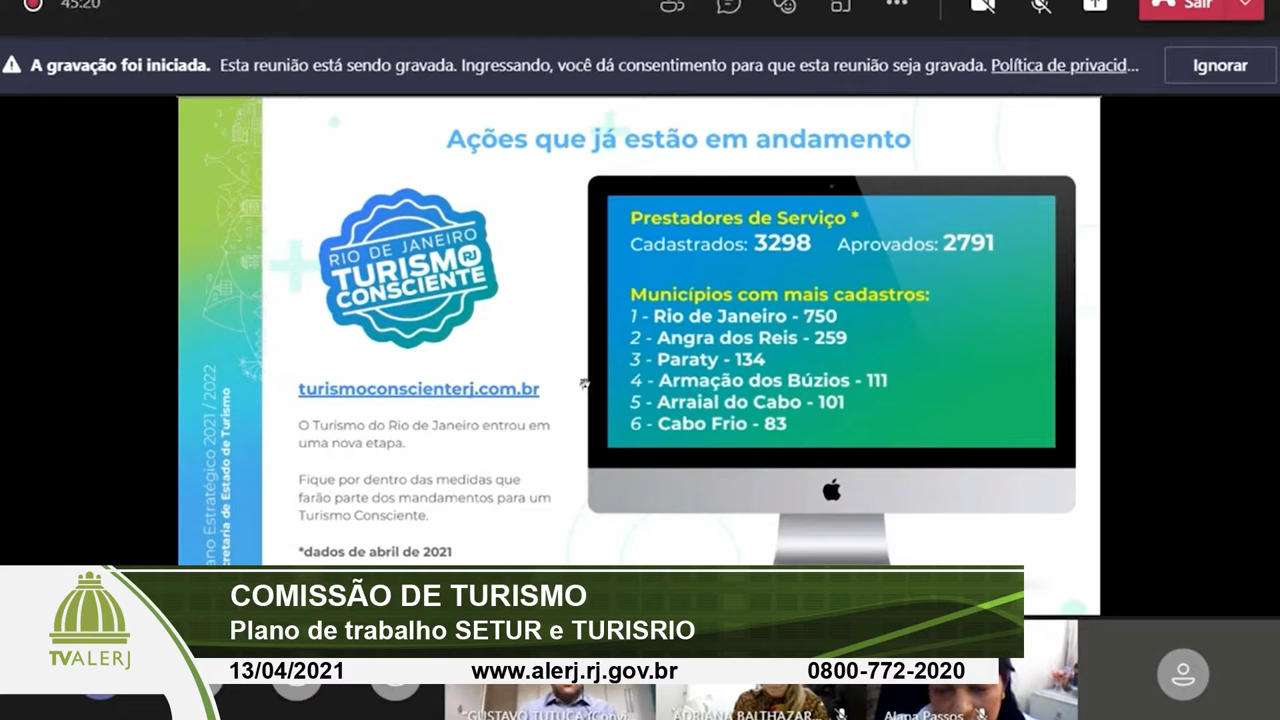 45:20
Sair
A gravação foi iniciada. Esta reunião está sendo gravada. Ingressando, você dá consentimento para que esta reunião seja gravada. Política de privacid...
Ignorar
Ações que já estão em andamento
RIO DE JANEIRO
TURISMO RJ
CONSCIENTE
turismoconscienterj.com.br
O Turismo do Rio de Janeiro entrou em
uma nova etapa.
Fique por dentro das medidas que
farão parte dos mandamentos para um
Turismo Consciente.
*dados de abril de 2021
Prestadores de Serviço *
Cadastrados: 3298 Aprovados: 2791
Municípios com mais cadastros:
1 - Rio de Janeiro - 750
2 - Angra dos Reis - 259
3 - Paraty - 134
4 - Armação dos Búzios - 111
5 - Arraial do Cabo - 101
6 - Cabo Frio - 83
ano Estratégico 2021 / 2022
cretaria de Estado de Turismo
COMISSÃO DE TURISMO
Plano de trabalho SETUR e TURISRIO
TVALERJ
13/04/2021 www.alerj.rj.gov.br 0800-772-2020
"GUSTAVO TUTUCA (Convi...
ADRIANA BALTHAZAR...
Alana Passos